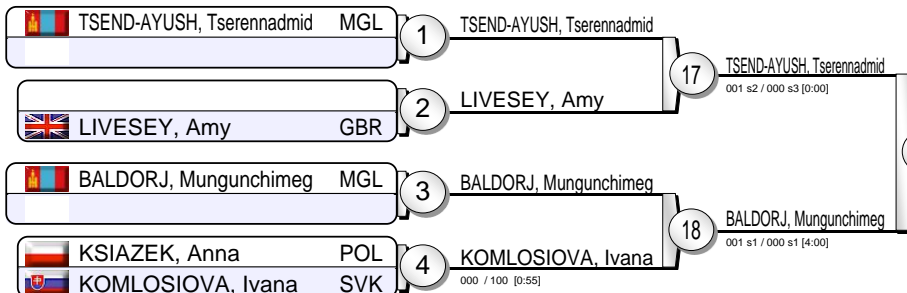 TSEND-AYUSH, Tserennadmid MGL
1
TSEND-AYUSH, Tserennadmid
17
TSEND-AYUSH, Tserennadmid
001 s2 / 000 s3 [0:00]
2
LIVESEY, Amy
LIVESEY, Amy GBR
BALDORJ, Mungunchimeg MGL
3
BALDORJ, Mungunchimeg
18
BALDORJ, Mungunchimeg
001 s1 / 000 s1 [4:00]
KSIAZEK, Anna POL
4
KOMLOSIOVA, Ivana
000 / 100 [0:55]
KOMLOSIOVA, Ivana SVK